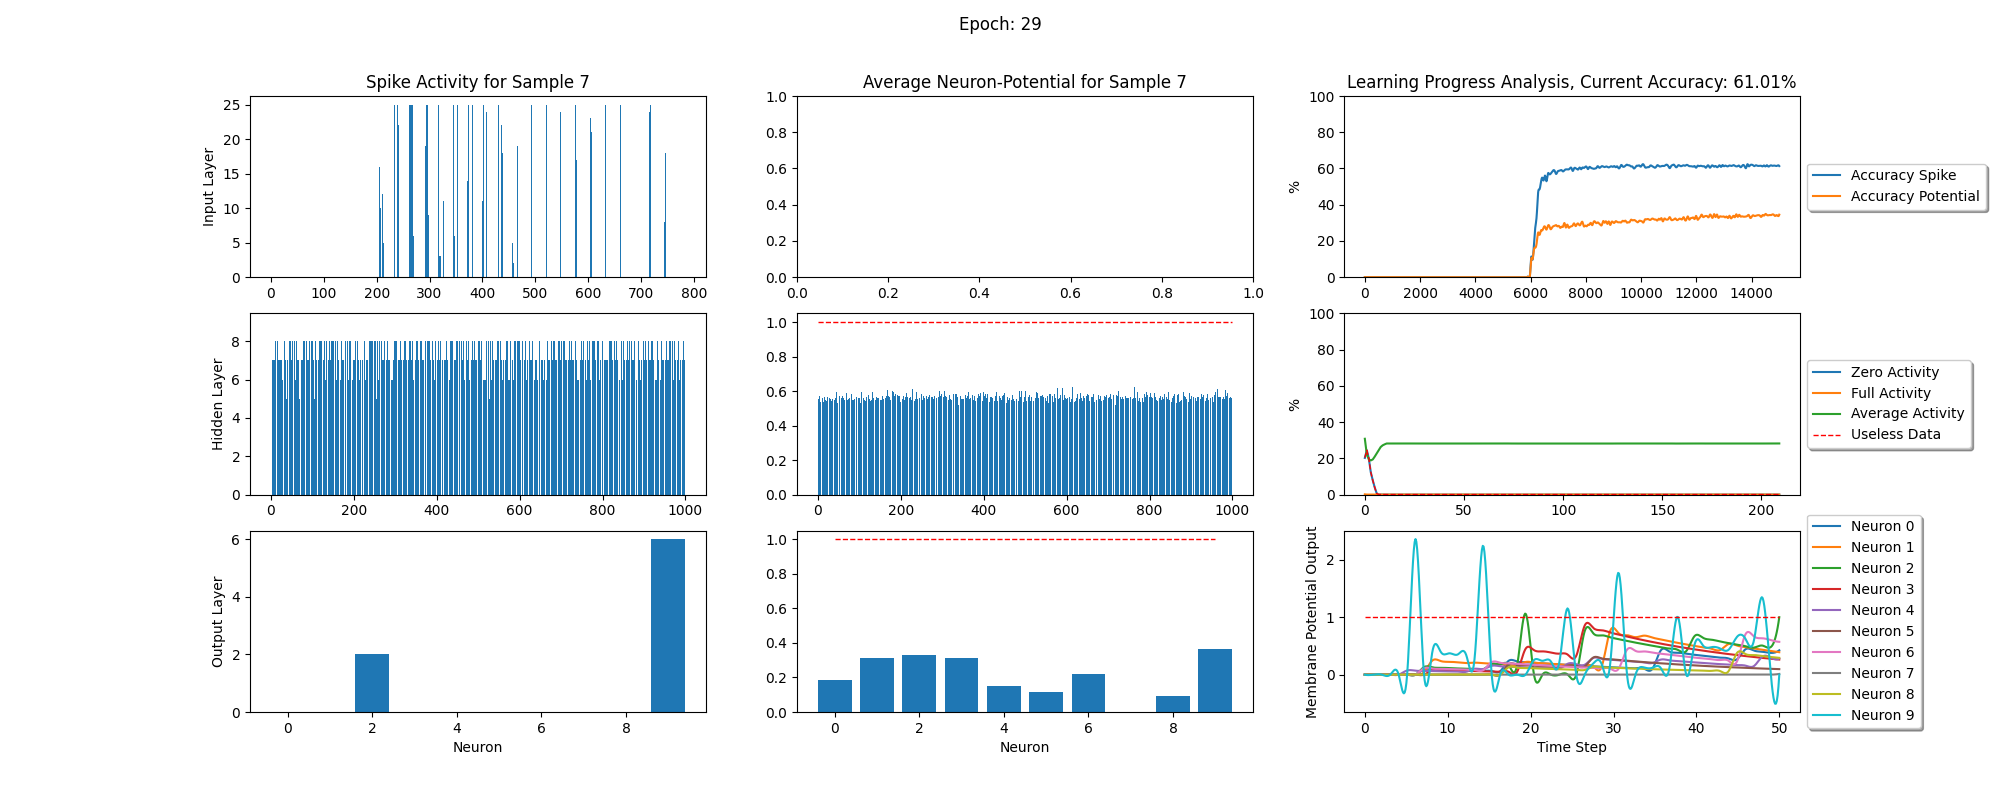 Epoch: 29
Spike Activity for Sample 7
Average Neuron-Potential for Sample 7
Learning Progress Analysis, Current Accuracy: 61.01%
Input Layer
25
20
15
10
5
0
0 100 200 300 400 500 600 700 800
1.0
0.8
0.6
0.4
0.2
0.0
0.0 0.2 0.4 0.6 0.8 1.0
%
100
80
60
40
20
0
0 2000 4000 6000 8000 10000 12000 14000
Accuracy Spike
Accuracy Potential
Hidden Layer
8
6
4
2
0
0 200 400 600 800 1000
1.0
0.8
0.6
0.4
0.2
0.0
0 200 400 600 800 1000
%
100
80
60
40
20
0
0 50 100 150 200
Zero Activity
Full Activity
Average Activity
Useless Data
Output Layer
6
4
2
0
0 2 4 6 8
Neuron
1.0
0.8
0.6
0.4
0.2
0.0
0 2 4 6 8
Neuron
Membrane Potential Output
2
1
0
0 10 20 30 40 50
Time Step
Neuron 0
Neuron 1
Neuron 2
Neuron 3
Neuron 4
Neuron 5
Neuron 6
Neuron 7
Neuron 8
Neuron 9